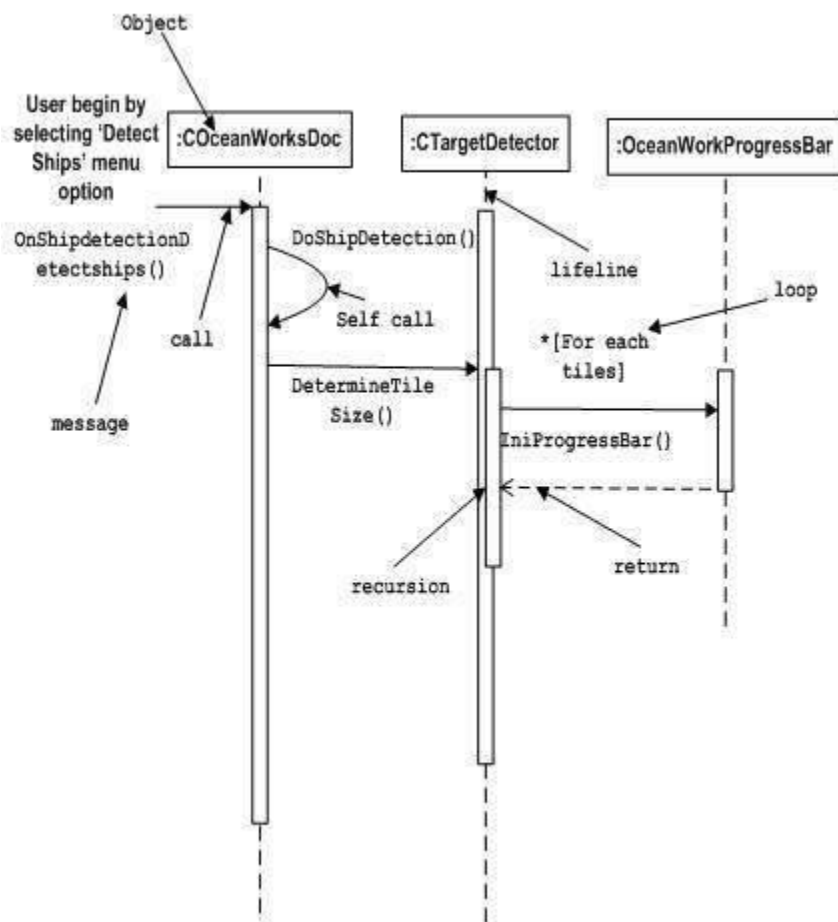 Object
User begin by
selecting 'Detect
Ships' menu
option
:COceanWorksDoc
:CTargetDetector
:OceanWorkProgressBar
OnShipdetectionD
etectships()
DoShipDetection()
lifeline
loop
call
Self call
*[For each
tiles]
message
DetermineTile
Size()
IniProgressBar()
recursion
return